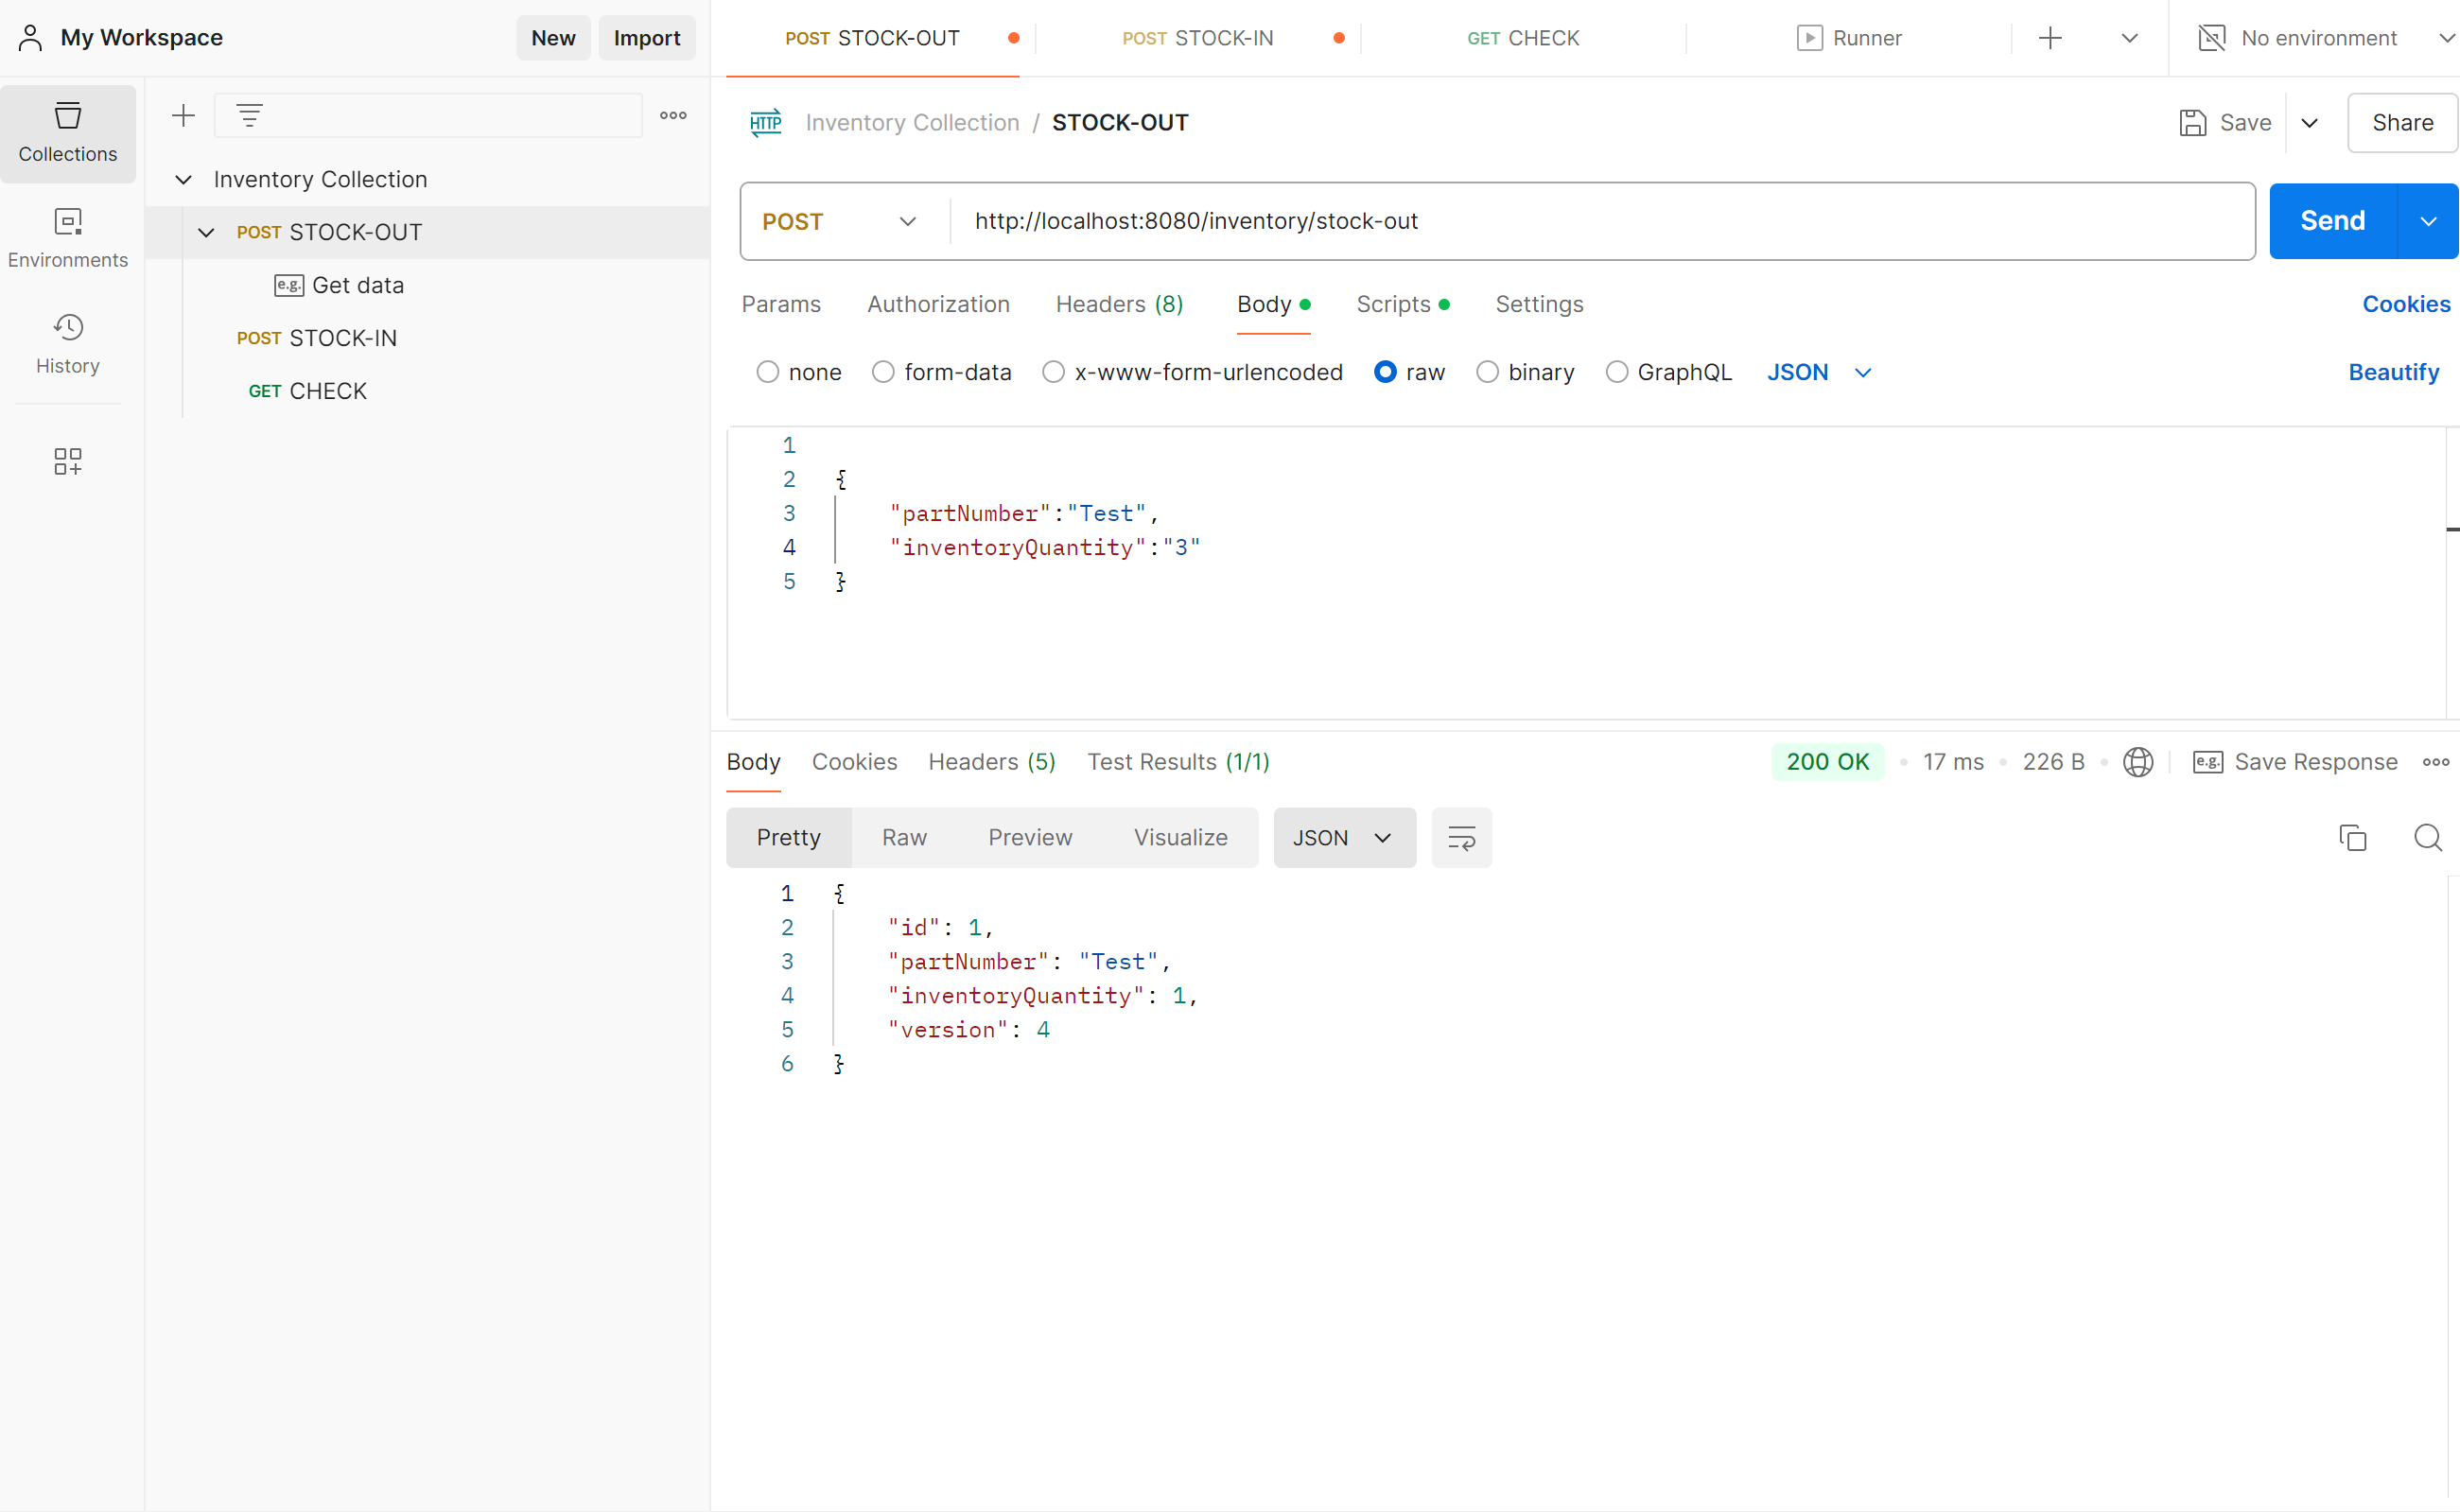 My Workspace
New
Import
POST STOCK-OUT
POST STOCK-IN
GET CHECK
Runner
No environment
Collections
Environments
History
Inventory Collection
POST STOCK-OUT
e.g. Get data
POST STOCK-IN
GET CHECK
HTTP Inventory Collection / STOCK-OUT
Save
Share
POST
http://localhost:8080/inventory/stock-out
Send
Params Authorization Headers (8) Body Scripts Settings
Cookies
none form-data x-www-form-urlencoded raw binary GraphQL JSON
Beautify
1
2 {
3 "partNumber":"Test",
4 "inventoryQuantity":"3"
5 }
Body Cookies Headers (5) Test Results (1/1)
200 OK • 17 ms • 226 B • e.g. Save Response
Pretty Raw Preview Visualize JSON
1 {
2 "id": 1,
3 "partNumber": "Test",
4 "inventoryQuantity": 1,
5 "version": 4
6 }